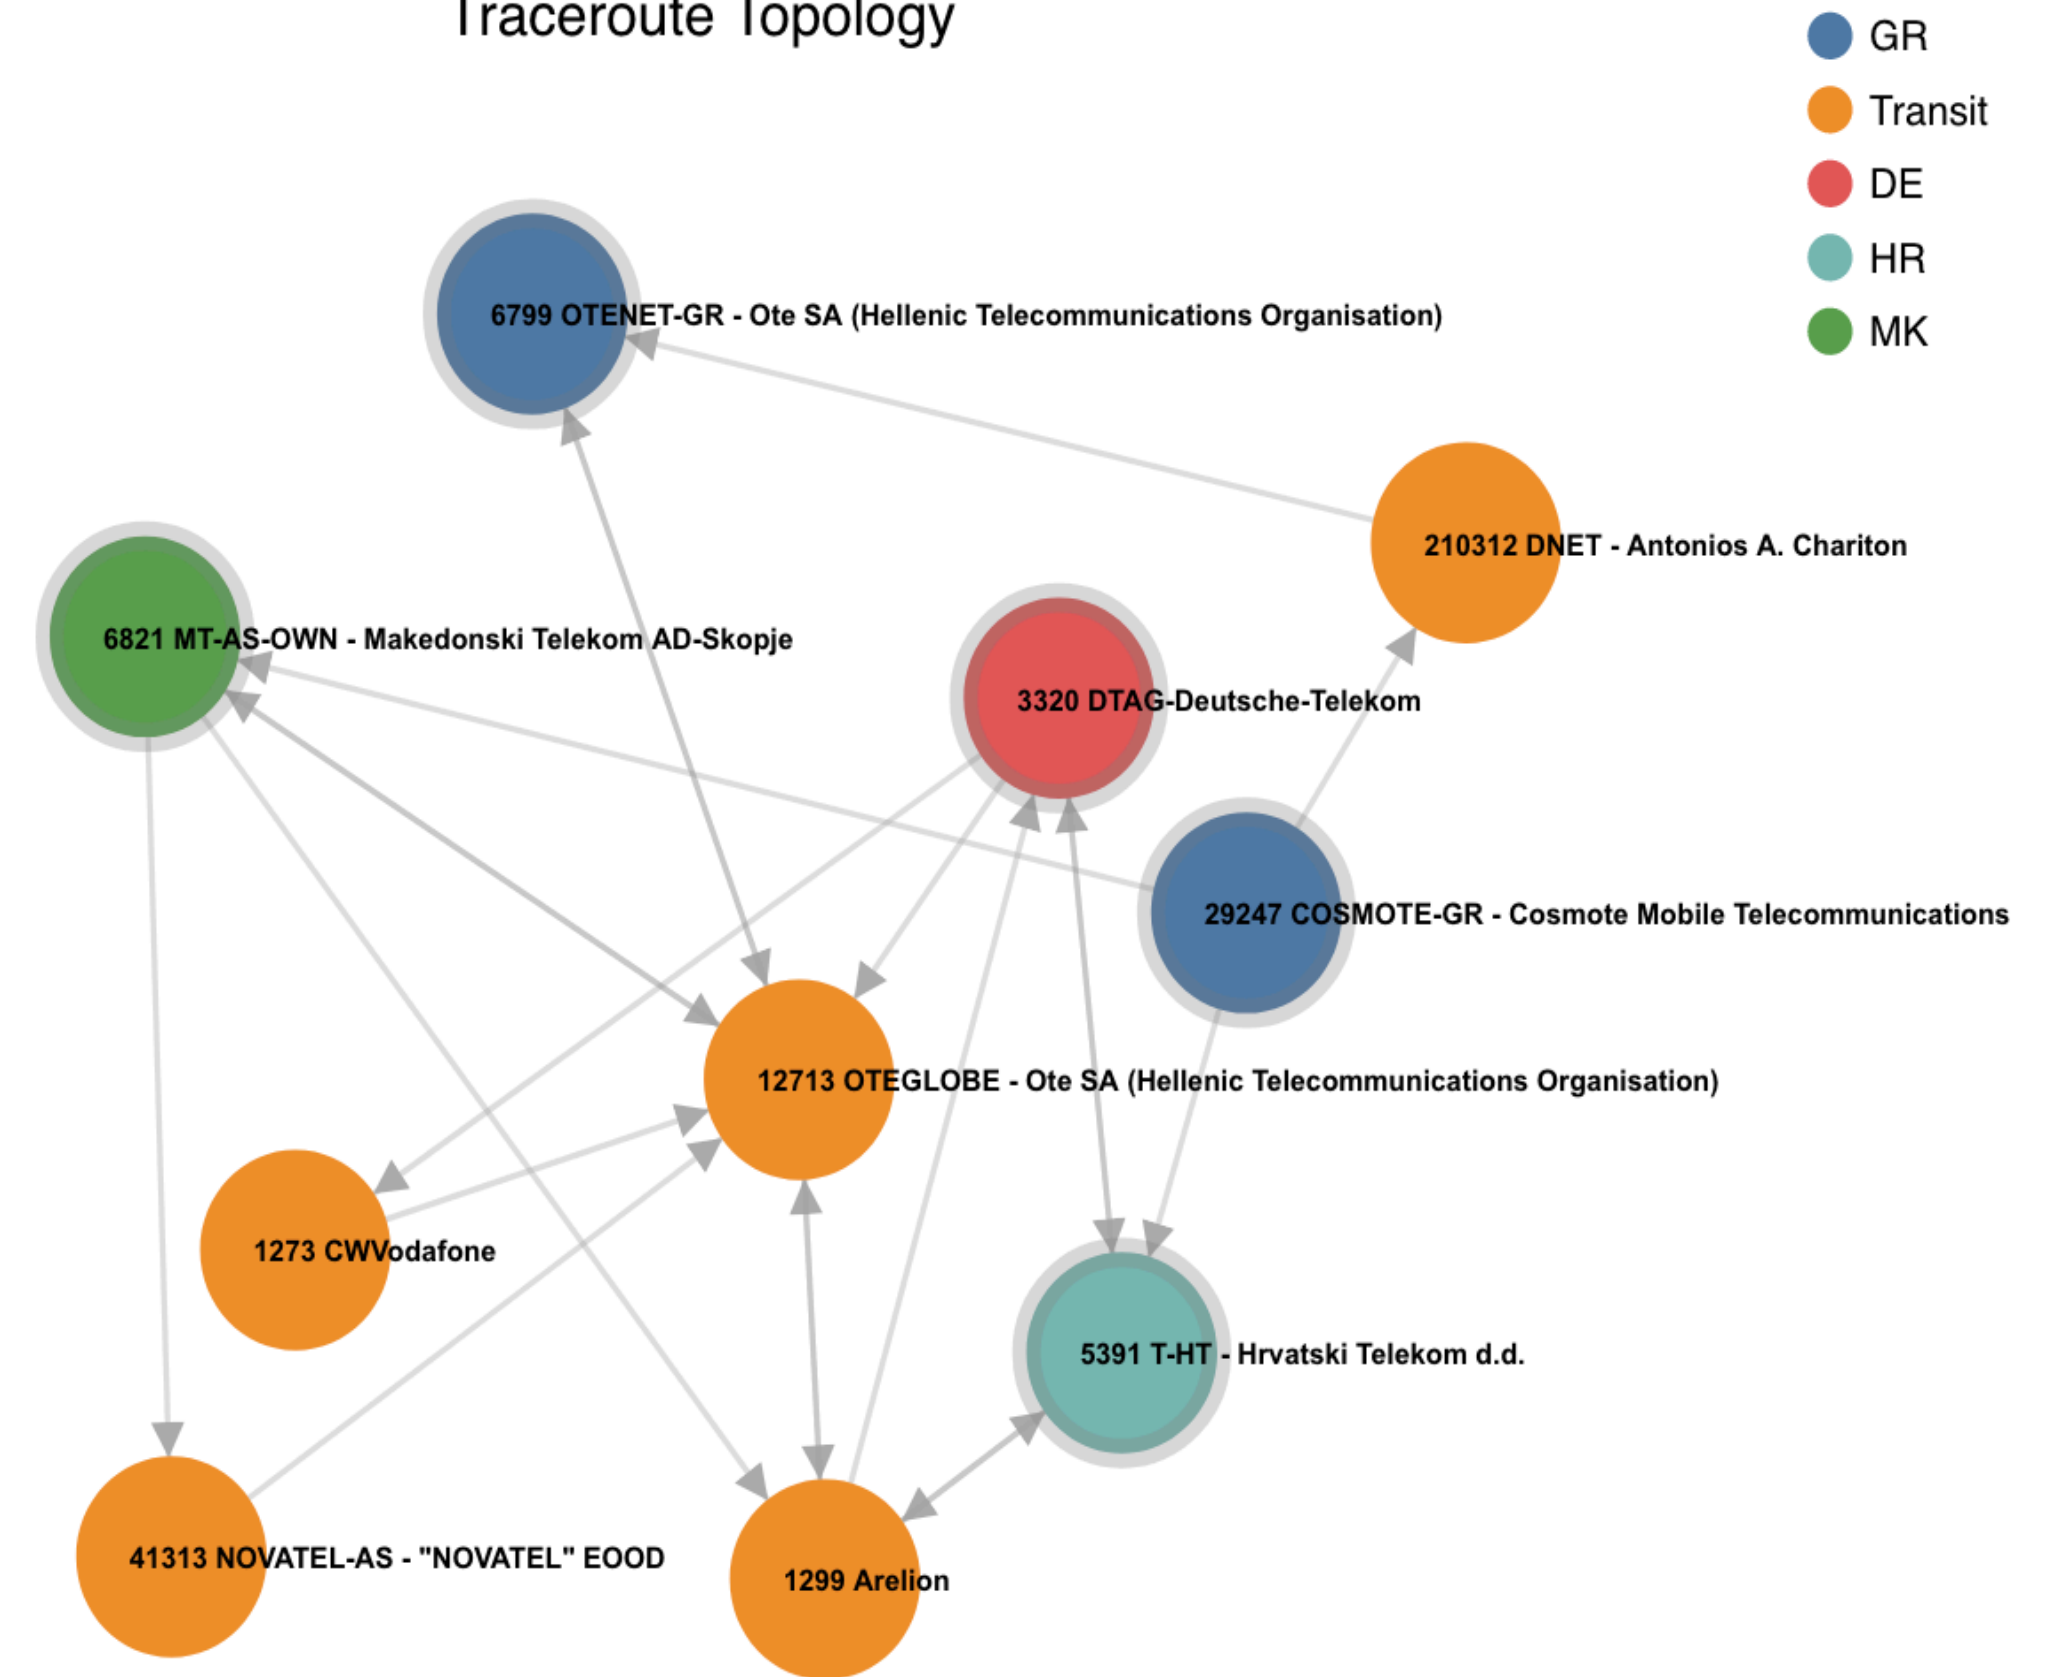 Traceroute Topology
GR
Transit
DE
HR
MK
6799 OTENET-GR - Ote SA (Hellenic Telecommunications Organisation)
210312 DNET - Antonios A. Chariton
6821 MT-AS-OWN - Makedonski Telekom AD-Skopje
3320 DTAG-Deutsche-Telekom
29247 COSMOTE-GR - Cosmote Mobile Telecommunications
12713 OTEGLOBE - Ote SA (Hellenic Telecommunications Organisation)
1273 CWVodafone
5391 T-HT - Hrvatski Telekom d.d.
41313 NOVATEL-AS - "NOVATEL" EOOD
1299 Arelion